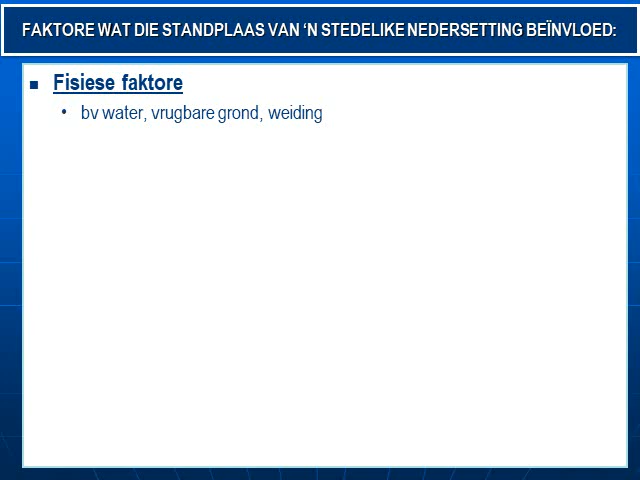 FAKTORE WAT DIE STANDPLAAS VAN ‘N STEDELIKE NEDERSETTING BEÏNVLOED:
Fisiese faktore
bv water, vrugbare grond, weiding